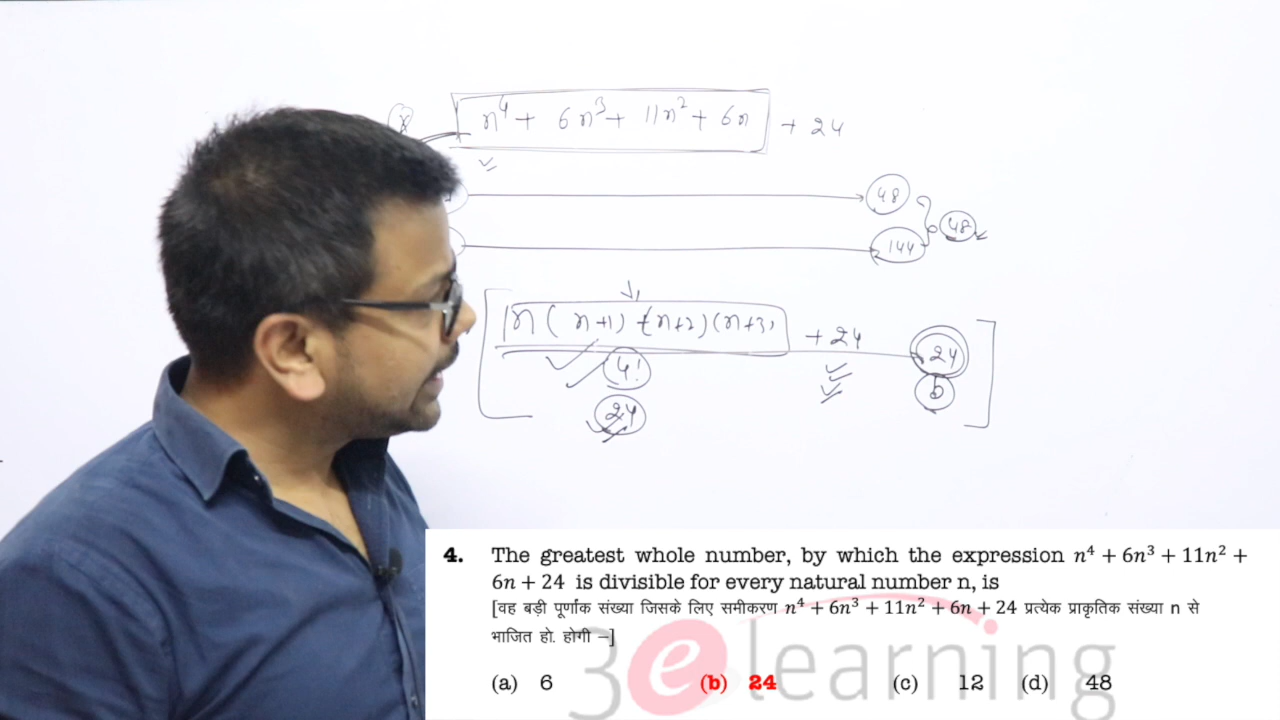 n⁴ + 6n³ + 11n² + 6n + 24
48
48
144
n ( n+1) (n+2) (n+3) + 24
24
4!
b
24
4. The greatest whole number, by which the expression n⁴ + 6n³ + 11n² +
6n + 24 is divisible for every natural number n, is
[वह बड़ी पूर्णांक संख्या जिसके लिए समीकरण n⁴ + 6n³ + 11n² + 6n + 24 प्रत्येक प्राकृतिक संख्या n से
भाजित हो. होगी –]
3elearning
(a) 6 (b) 24 (c) 12 (d) 48